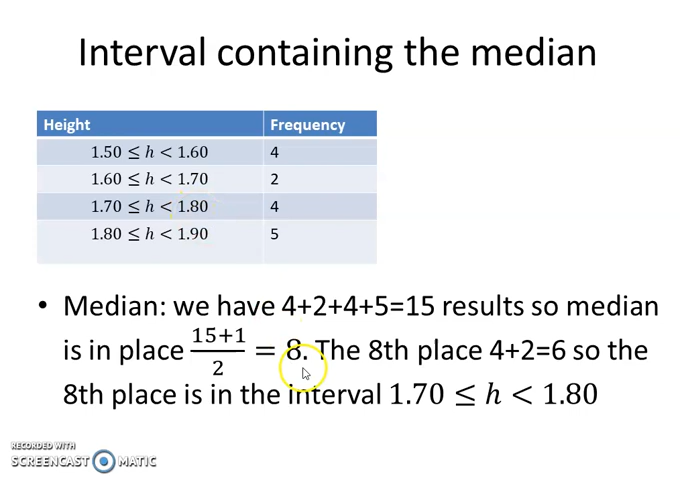 Interval containing the median
Height Frequency
1.50 ≤ h < 1.60 4
1.60 ≤ h < 1.70 2
1.70 ≤ h < 1.80 4
1.80 ≤ h < 1.90 5
• Median: we have 4+2+4+5=15 results so median
is in place (15+1)/2 = 8. The 8th place 4+2=6 so the
8th place is in the interval 1.70 ≤ h < 1.80
RECORDED WITH
SCREENCAST MATIC